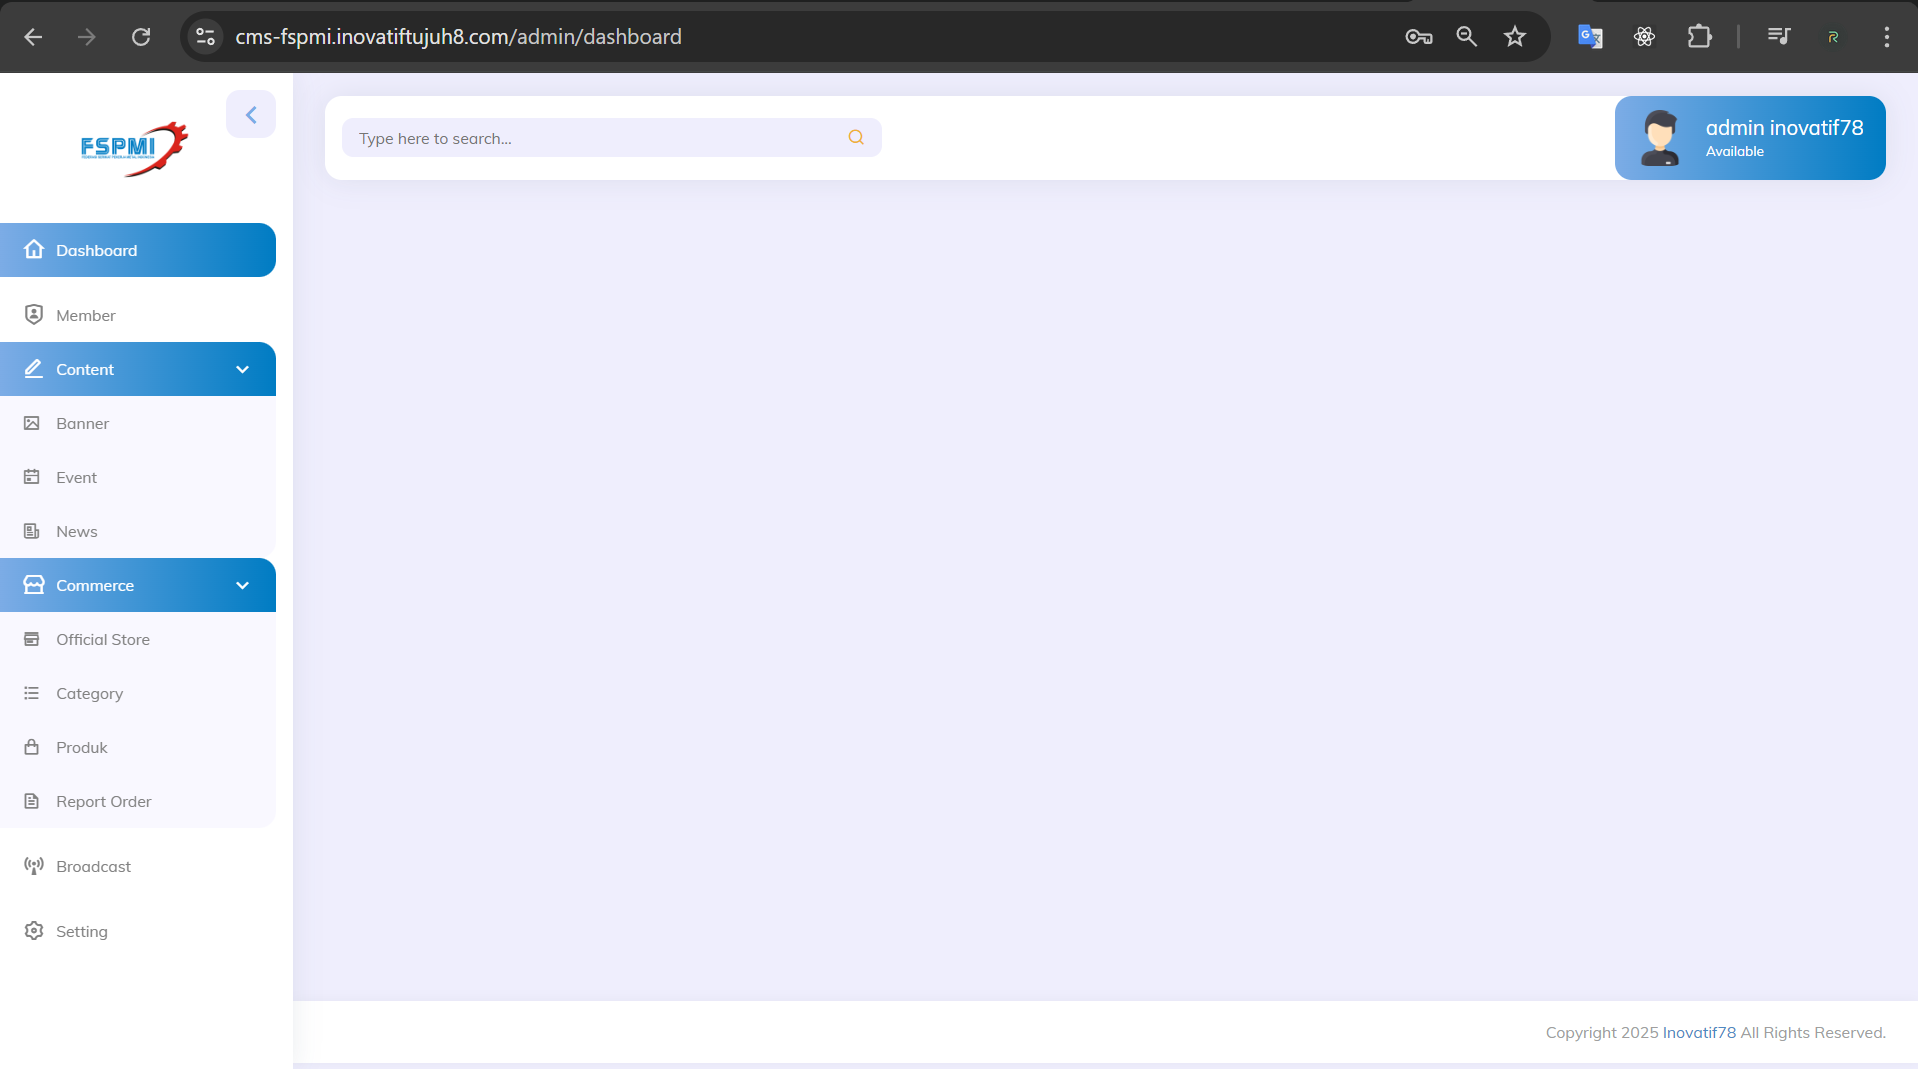 cms-fspmi.inovatiftujuh8.com/admin/dashboard
FSPMI
Type here to search...
admin inovatif78
Available
Dashboard
Member
Content
Banner
Event
News
Commerce
Official Store
Category
Produk
Report Order
Broadcast
Setting
Copyright 2025 Inovatif78 All Rights Reserved.